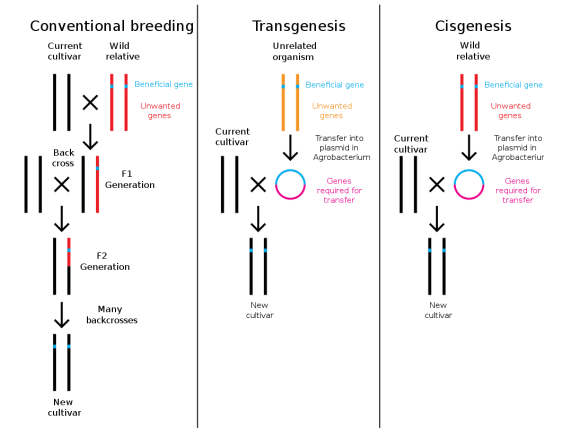 Conventional breeding
Current
cultivar
Wild
relative
Beneficial gene
Unwanted
genes
Back
cross
F1
Generation
F2
Generation
Many
backcrosses
New
cultivar
Transgenesis
Unrelated
organism
Beneficial gene
Unwanted
genes
Current
cultivar
Transfer into
plasmid in
Agrobacterium
Genes
required for
transfer
New
cultivar
Cisgenesis
Wild
relative
Beneficial gene
Unwanted
genes
Current
cultivar
Transfer into
plasmid in
Agrobacteriur
Genes
required for
transfer
New
cultivar